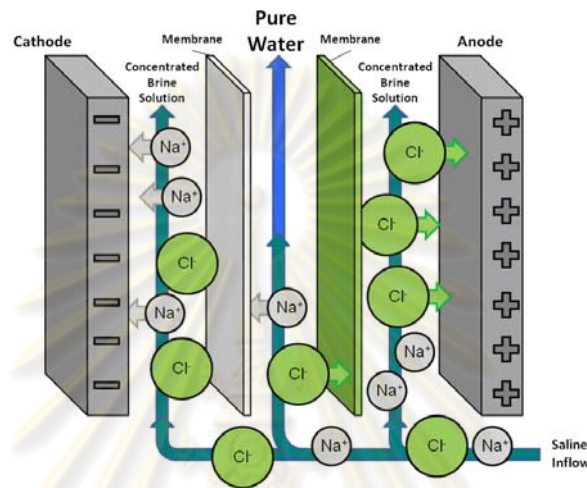 Pure
Water
Cathode
Membrane
Membrane
Anode
Concentrated
Brine
Solution
Concentrated
Brine
Solution
Na⁺
Cl⁻
Na⁺
Cl⁻
Cl⁻
Na⁺
Na⁺
Cl⁻
Na⁺
Cl⁻
Cl⁻
Na⁺
Na⁺
Cl⁻
Na⁺
Cl⁻
Na⁺
Saline
Inflow